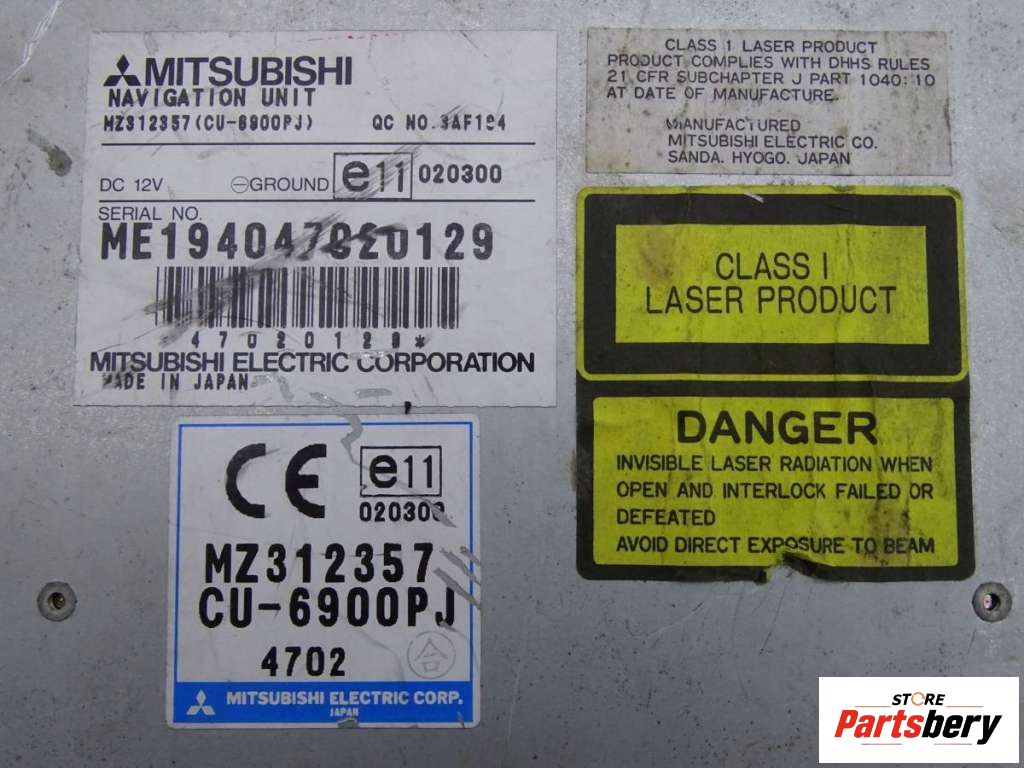 MITSUBISHI
NAVIGATION UNIT
MZ312357(CU-6900PJ) QC NO.
DC 12V GROUND e11 020300
SERIAL NO.
47020129*
MITSUBISHI ELECTRIC CORPORATION
MADE IN JAPAN
CLASS 1 LASER PRODUCT
PRODUCT COMPLIES WITH DHHS RULES
21 CFR SUBCHAPTER J PART 1040:10
AT DATE OF MANUFACTURE.
MANUFACTURED
MITSUBISHI ELECTRIC CO.
SANDA. HYOGO. JAPAN
CLASS I
LASER PRODUCT
DANGER
INVISIBLE LASER RADIATION WHEN
OPEN AND INTERLOCK FAILED OR
DEFEATED
AVOID DIRECT EXPOSURE TO BEAM
CE e11
020300
MZ312357
CU-6900PJ
4702
合
MITSUBISHI ELECTRIC CORP.
JAPAN
STORE
Partsbery